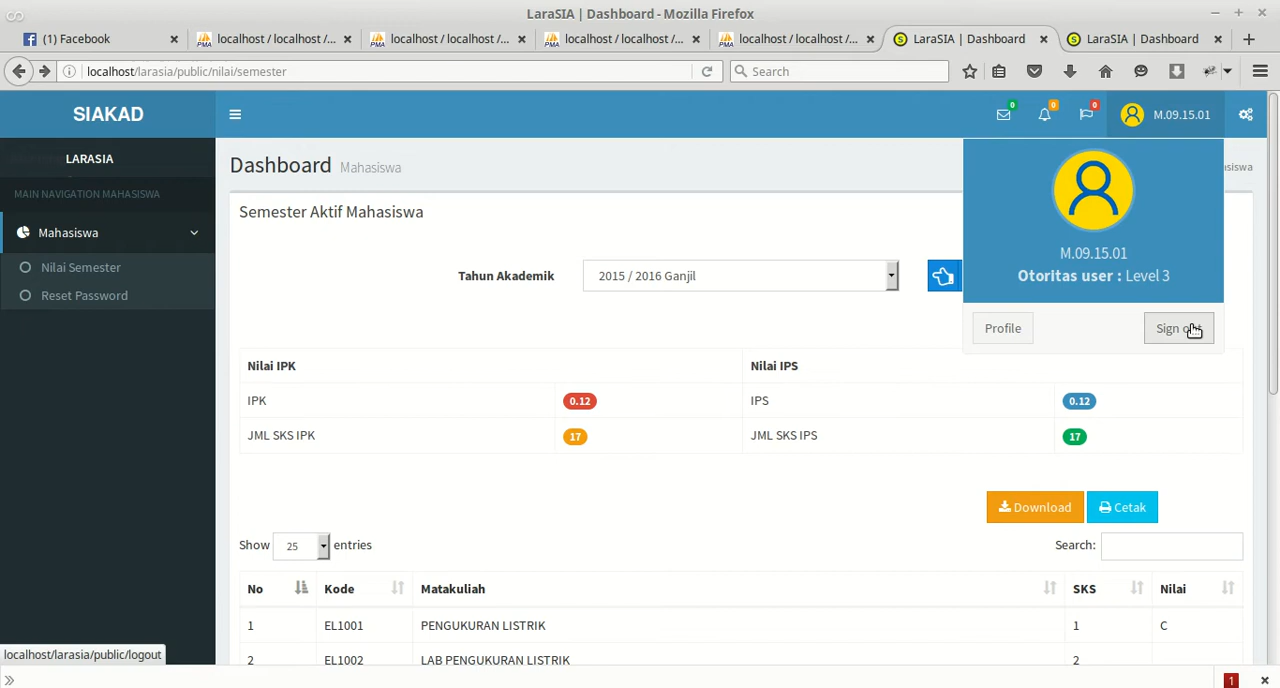 LaraSIA | Dashboard - Mozilla Firefox
(1) Facebook
localhost / localhost /...
localhost / localhost /...
localhost / localhost /...
localhost / localhost /...
LaraSIA | Dashboard
LaraSIA | Dashboard
localhost/larasia/public/nilai/semester
Search
SIAKAD
0
0
0
M.09.15.01
LARASIA
MAIN NAVIGATION MAHASISWA
Mahasiswa
Nilai Semester
Reset Password
Dashboard Mahasiswa
M.09.15.01
Otoritas user : Level 3
Profile
Semester Aktif Mahasiswa
Tahun Akademik
2015 / 2016 Ganjil
Nilai IPK
Nilai IPS
IPK
0.12
IPS
0.12
JML SKS IPK
17
JML SKS IPS
17
Download
Cetak
Show 25 entries
Search:
No
Kode
Matakuliah
SKS
Nilai
1
EL1001
PENGUKURAN LISTRIK
1
C
2
EL1002
LAB PENGUKURAN LISTRIK
2
localhost/larasia/public/logout
1